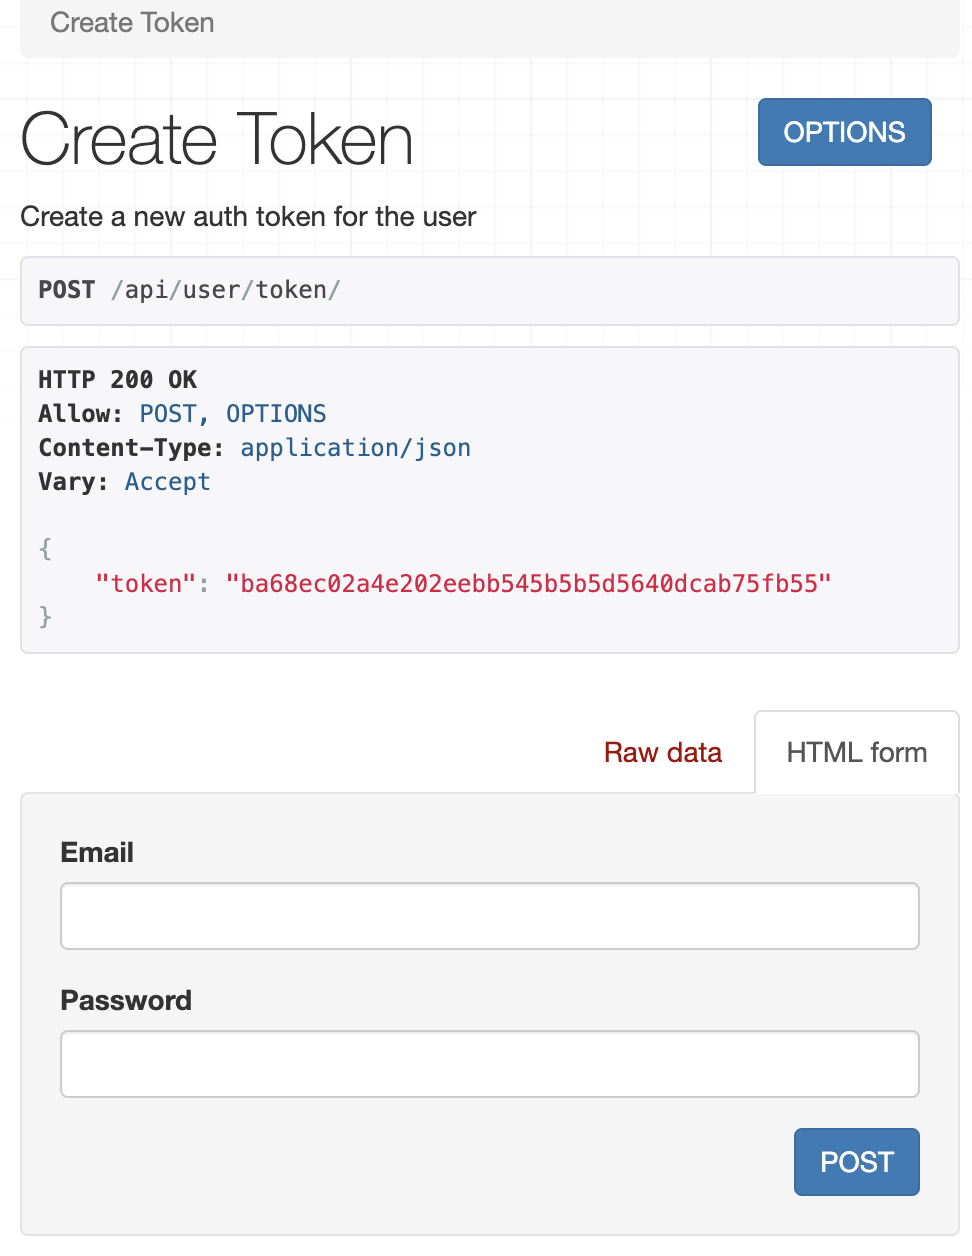 Create Token
Create Token
OPTIONS
Create a new auth token for the user
POST /api/user/token/
HTTP 200 OK
Allow: POST, OPTIONS
Content-Type: application/json
Vary: Accept
{
    "token": "ba68ec02a4e202eebb545b5b5d5640dcab75fb55"
}
Raw data
HTML form
Email
Password
POST